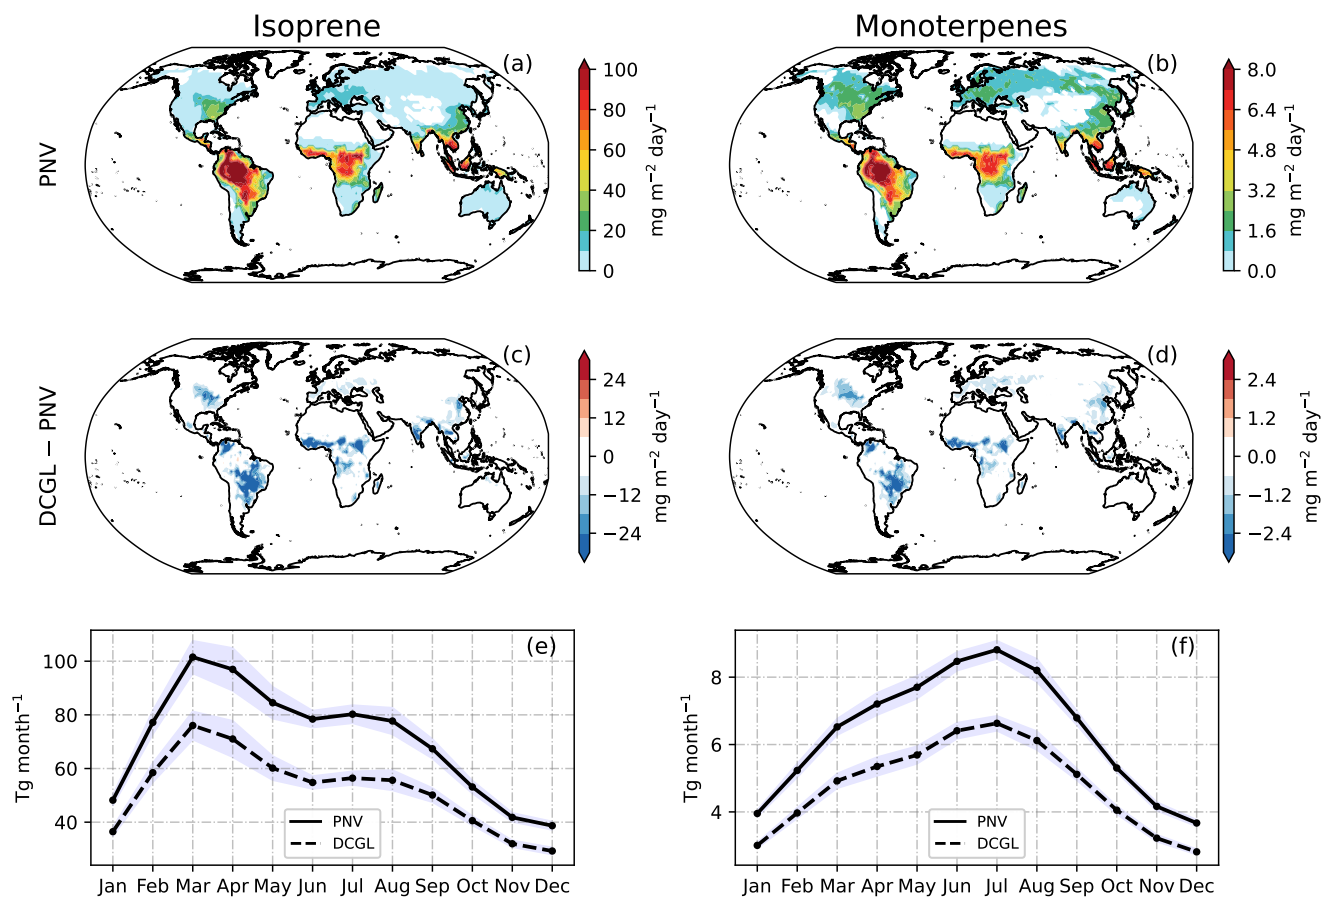 Isoprene
Monoterpenes
PNV
(a)
100
80
60
40
20
0
mg m⁻² day⁻¹
(b)
8.0
6.4
4.8
3.2
1.6
0.0
mg m⁻² day⁻¹
DCGL − PNV
(c)
24
12
0
−12
−24
mg m⁻² day⁻¹
(d)
2.4
1.2
0.0
−1.2
−2.4
mg m⁻² day⁻¹
(e)
Tg month⁻¹
100
80
60
40
PNV
DCGL
Jan Feb Mar Apr May Jun Jul Aug Sep Oct Nov Dec
(f)
Tg month⁻¹
8
6
4
PNV
DCGL
Jan Feb Mar Apr May Jun Jul Aug Sep Oct Nov Dec